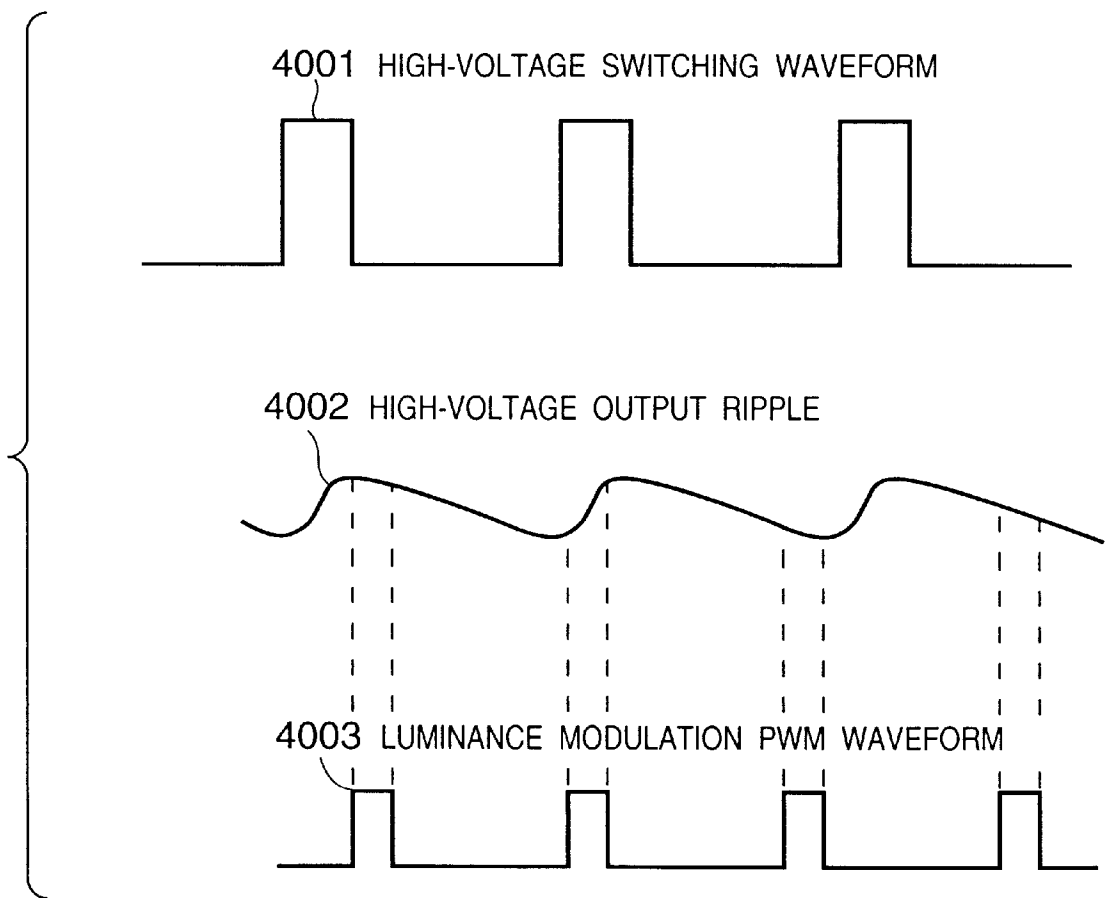 4001 HIGH-VOLTAGE SWITCHING WAVEFORM
4002 HIGH-VOLTAGE OUTPUT RIPPLE
4003 LUMINANCE MODULATION PWM WAVEFORM